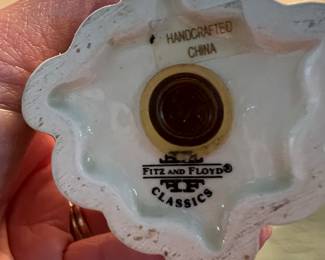 HANDCRAFTED
CHINA
FITZ AND FLOYD®
CLASSICS